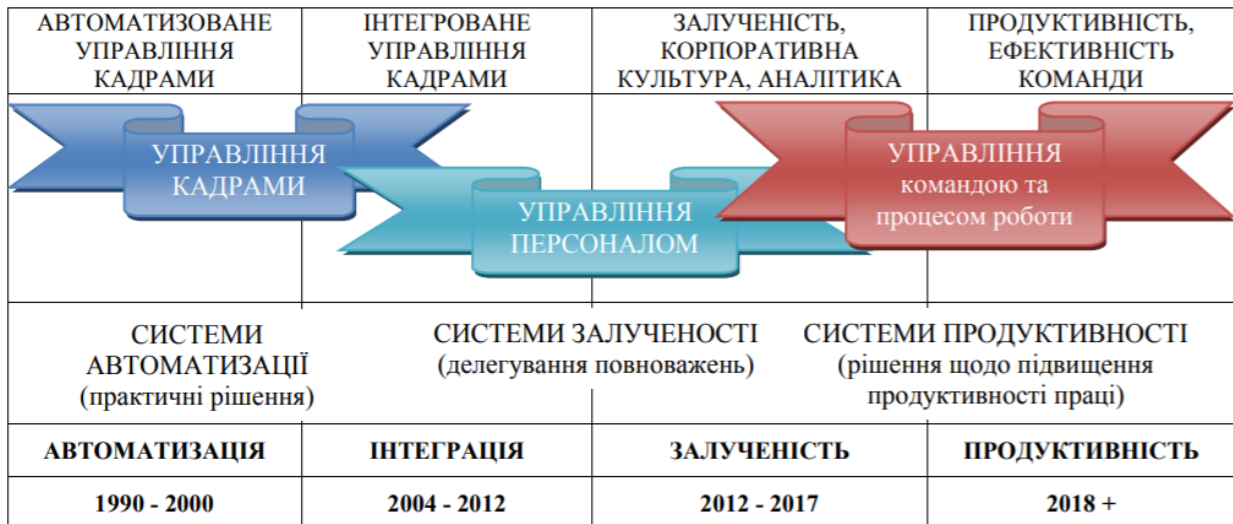 АВТОМАТИЗОВАНЕ
УПРАВЛІННЯ
КАДРАМИ
ІНТЕГРОВАНЕ
УПРАВЛІННЯ
КАДРАМИ
ЗАЛУЧЕНІСТЬ,
КОРПОРАТИВНА
КУЛЬТУРА, АНАЛІТИКА
ПРОДУКТИВНІСТЬ,
ЕФЕКТИВНІСТЬ
КОМАНДИ
УПРАВЛІННЯ
КАДРАМИ
УПРАВЛІННЯ
ПЕРСОНАЛОМ
УПРАВЛІННЯ
командою та
процесом роботи
СИСТЕМИ
АВТОМАТИЗАЦІЇ
(практичні рішення)
СИСТЕМИ ЗАЛУЧЕНОСТІ
(делегування повноважень)
СИСТЕМИ ПРОДУКТИВНОСТІ
(рішення щодо підвищення
продуктивності праці)
АВТОМАТИЗАЦІЯ
ІНТЕГРАЦІЯ
ЗАЛУЧЕНІСТЬ
ПРОДУКТИВНІСТЬ
1990 - 2000
2004 - 2012
2012 - 2017
2018 +